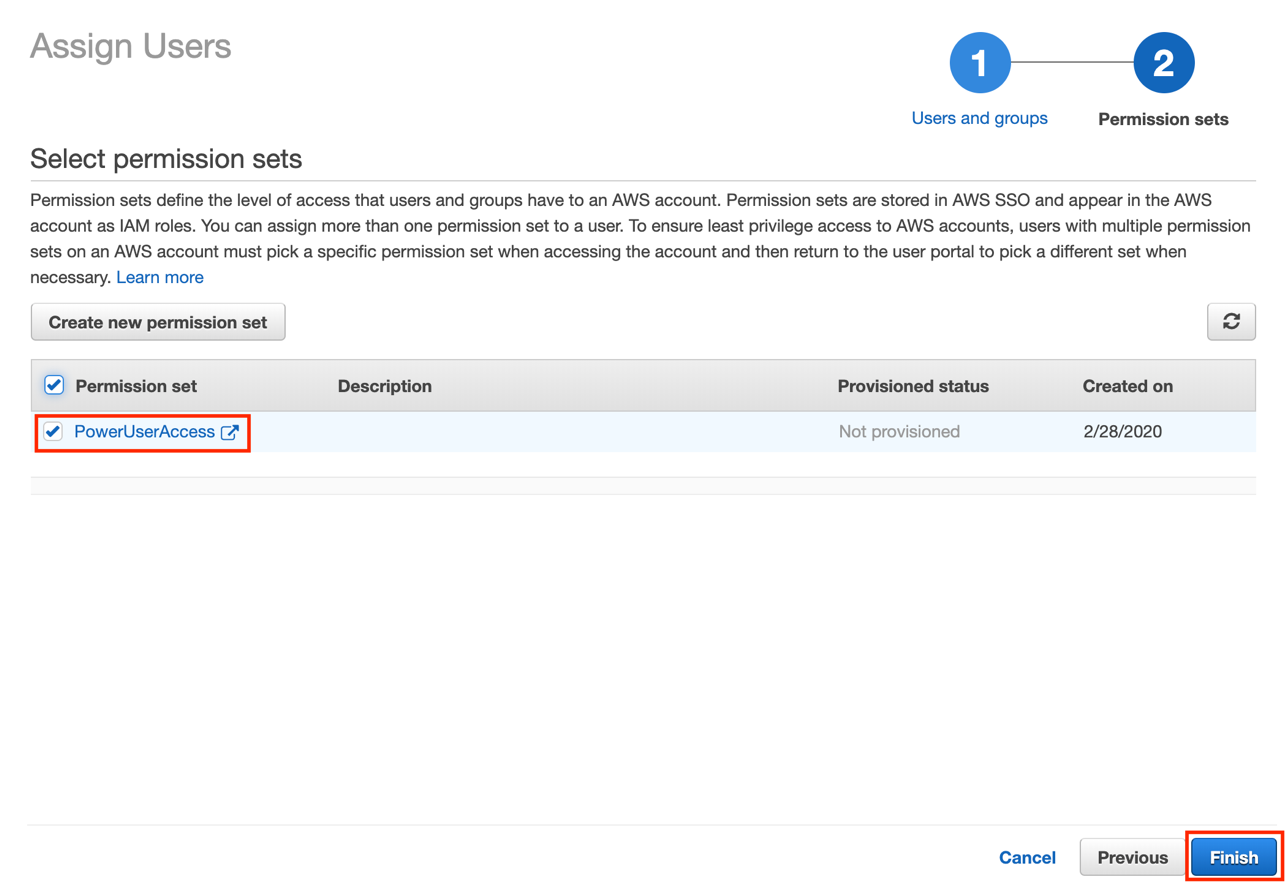 Assign Users
1
2
Users and groups
Permission sets
Select permission sets
Permission sets define the level of access that users and groups have to an AWS account. Permission sets are stored in AWS SSO and appear in the AWS
account as IAM roles. You can assign more than one permission set to a user. To ensure least privilege access to AWS accounts, users with multiple permission
sets on an AWS account must pick a specific permission set when accessing the account and then return to the user portal to pick a different set when
necessary. Learn more
Create new permission set
Permission set Description Provisioned status Created on
PowerUserAccess Not provisioned 2/28/2020
Cancel Previous Finish